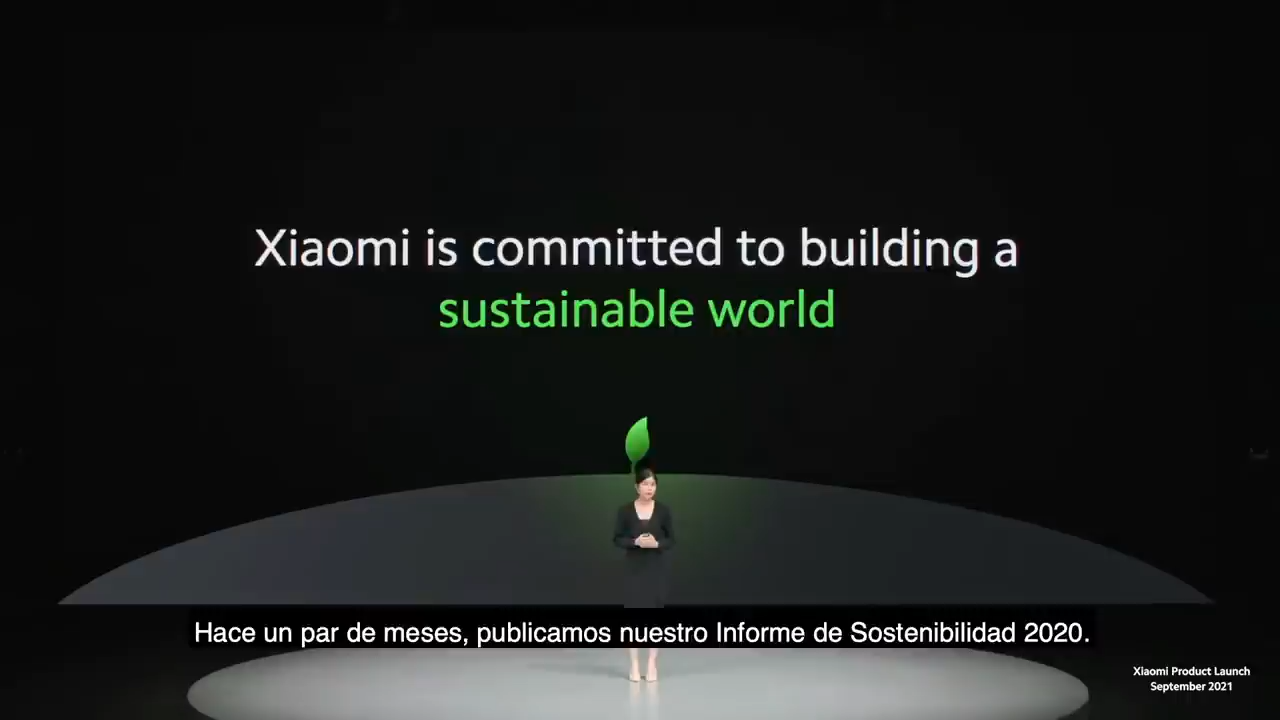 Xiaomi is committed to building a
sustainable world
Hace un par de meses, publicamos nuestro Informe de Sostenibilidad 2020.
Xiaomi Product Launch
September 2021